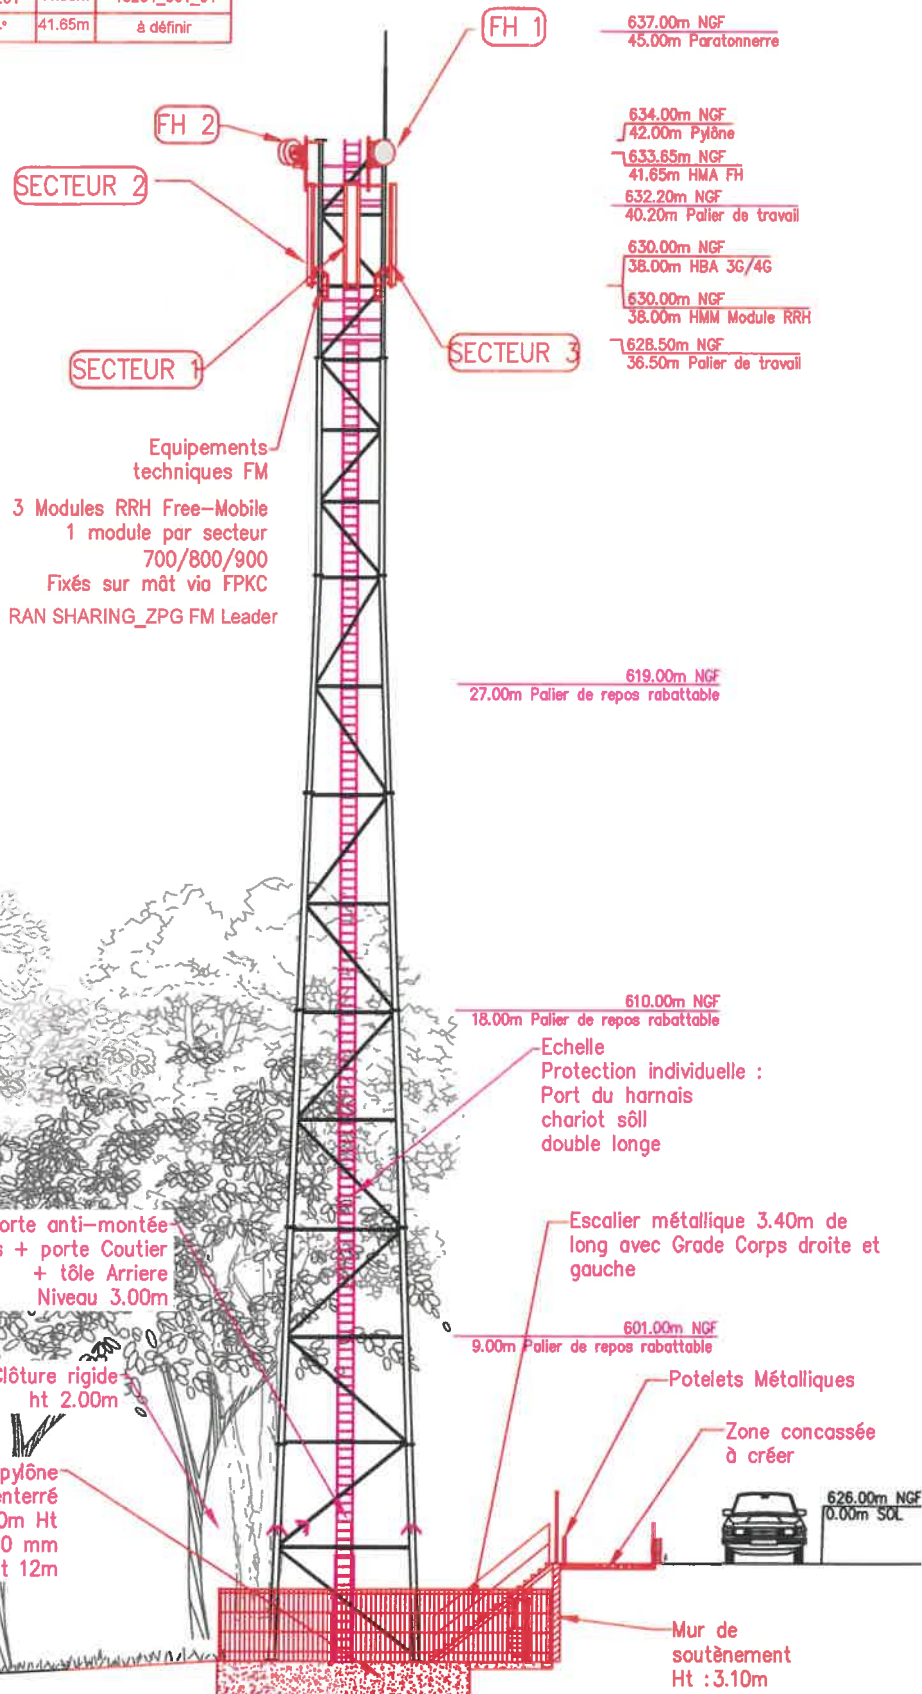 41.65m
à définir
FH 1
637.00m NGF
45.00m Paratonnerre
FH 2
634.00m NGF
42.00m Pylône
633.65m NGF
41.65m HMA FH
SECTEUR 2
632.20m NGF
40.20m Palier de travail
630.00m NGF
38.00m HBA 3G/4G
630.00m NGF
38.00m HMM Module RRH
SECTEUR 1
SECTEUR 3
628.50m NGF
36.50m Palier de travail
Equipements
techniques FM
3 Modules RRH Free-Mobile
1 module par secteur
700/800/900
Fixés sur mât via FPKC
RAN SHARING_ZPG FM Leader
619.00m NGF
27.00m Palier de repos rabattable
610.00m NGF
18.00m Palier de repos rabattable
Echelle
Protection individuelle :
Port du harnais
chariot söll
double longe
orte anti-montée
s + porte Coutier
+ tôle Arriere
Niveau 3.00m
Escalier métallique 3.40m de
long avec Grade Corps droite et
gauche
601.00m NGF
9.00m Palier de repos rabattable
Clôture rigide
ht 2.00m
Potelets Métalliques
Zone concassée
à créer
pylône
enterré
0m Ht
0 mm
t 12m
626.00m NGF
0.00m SOL
Mur de
soutènement
Ht :3.10m